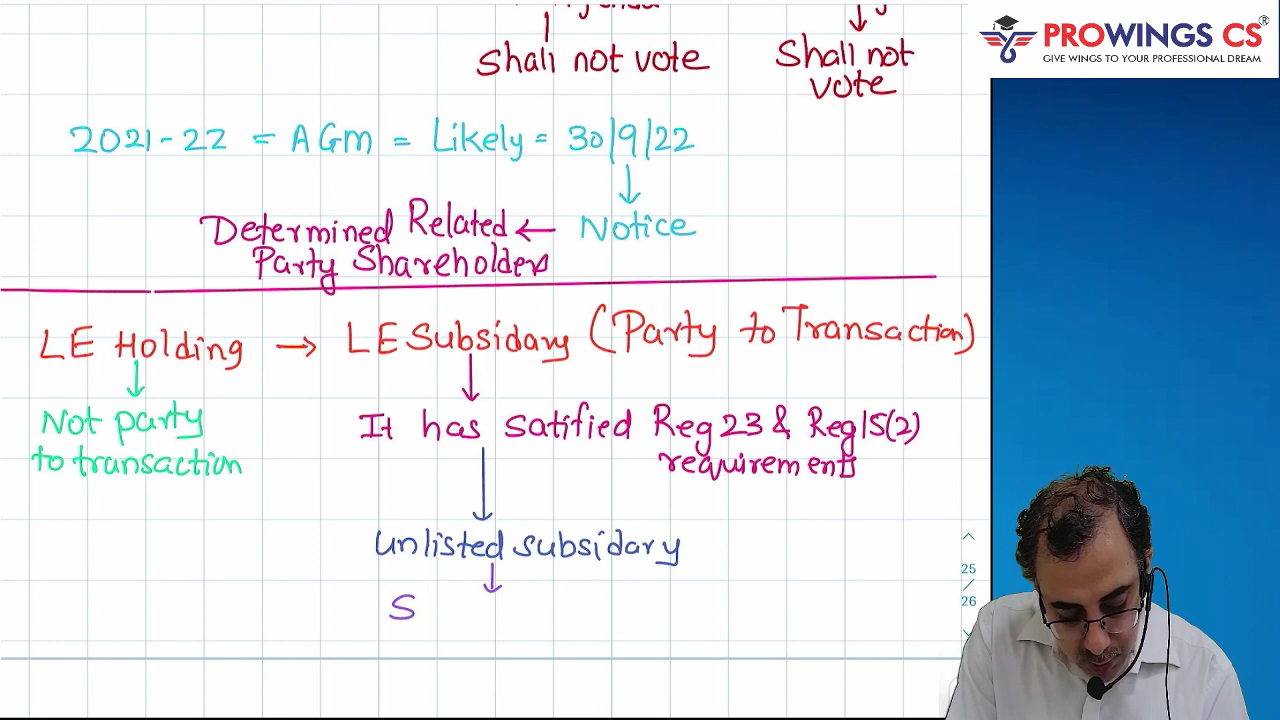 Shall not vote
Shall not
vote
PROWINGS CS®
GIVE WINGS TO YOUR PROFESSIONAL DREAM
2021-22 = AGM = Likely = 30/9/22
Determined Related ← Notice
Party Shareholders
LE Holding → LE Subsidary (Party to Transaction)
Not party
to transaction
It has satified Reg 23 & Reg 15(2)
requirements
unlisted subsidary
S
25
/
26